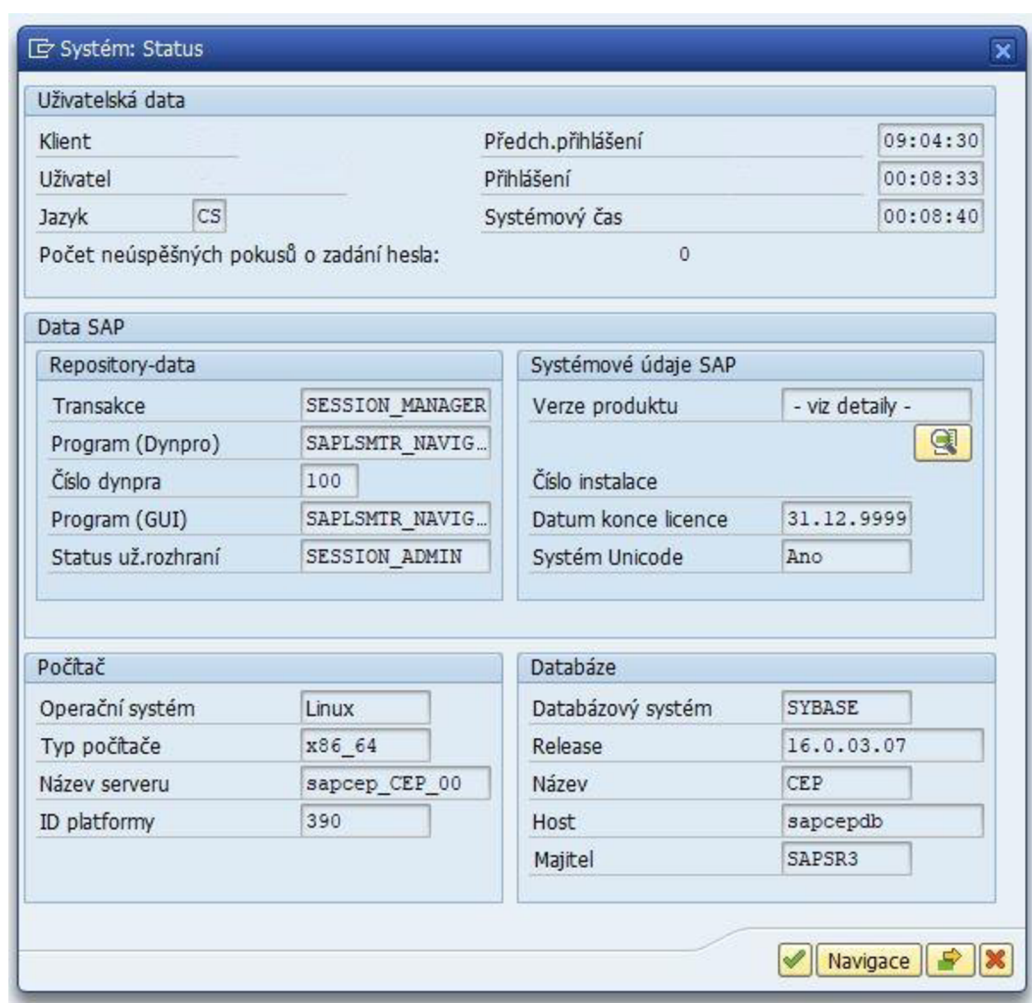 Systém: Status
Uživatelská data
Klient
Předch.přihlášení 09:04:30
Uživatel
Přihlášení 00:08:33
Jazyk CS
Systémový čas 00:08:40
Počet neúspěšných pokusů o zadání hesla: 0
Data SAP
Repository-data
Transakce SESSION_MANAGER
Program (Dynpro) SAPLSMTR_NAVIG…
Číslo dynpra 100
Program (GUI) SAPLSMTR_NAVIG…
Status už.rozhraní SESSION_ADMIN
Systémové údaje SAP
Verze produktu - viz detaily -
Číslo instalace
Datum konce licence 31.12.9999
Systém Unicode Ano
Počítač
Operační systém Linux
Typ počítače x86_64
Název serveru sapcep_CEP_00
ID platformy 390
Databáze
Databázový systém SYBASE
Release 16.0.03.07
Název CEP
Host sapcepdb
Majitel SAPSR3
Navigace